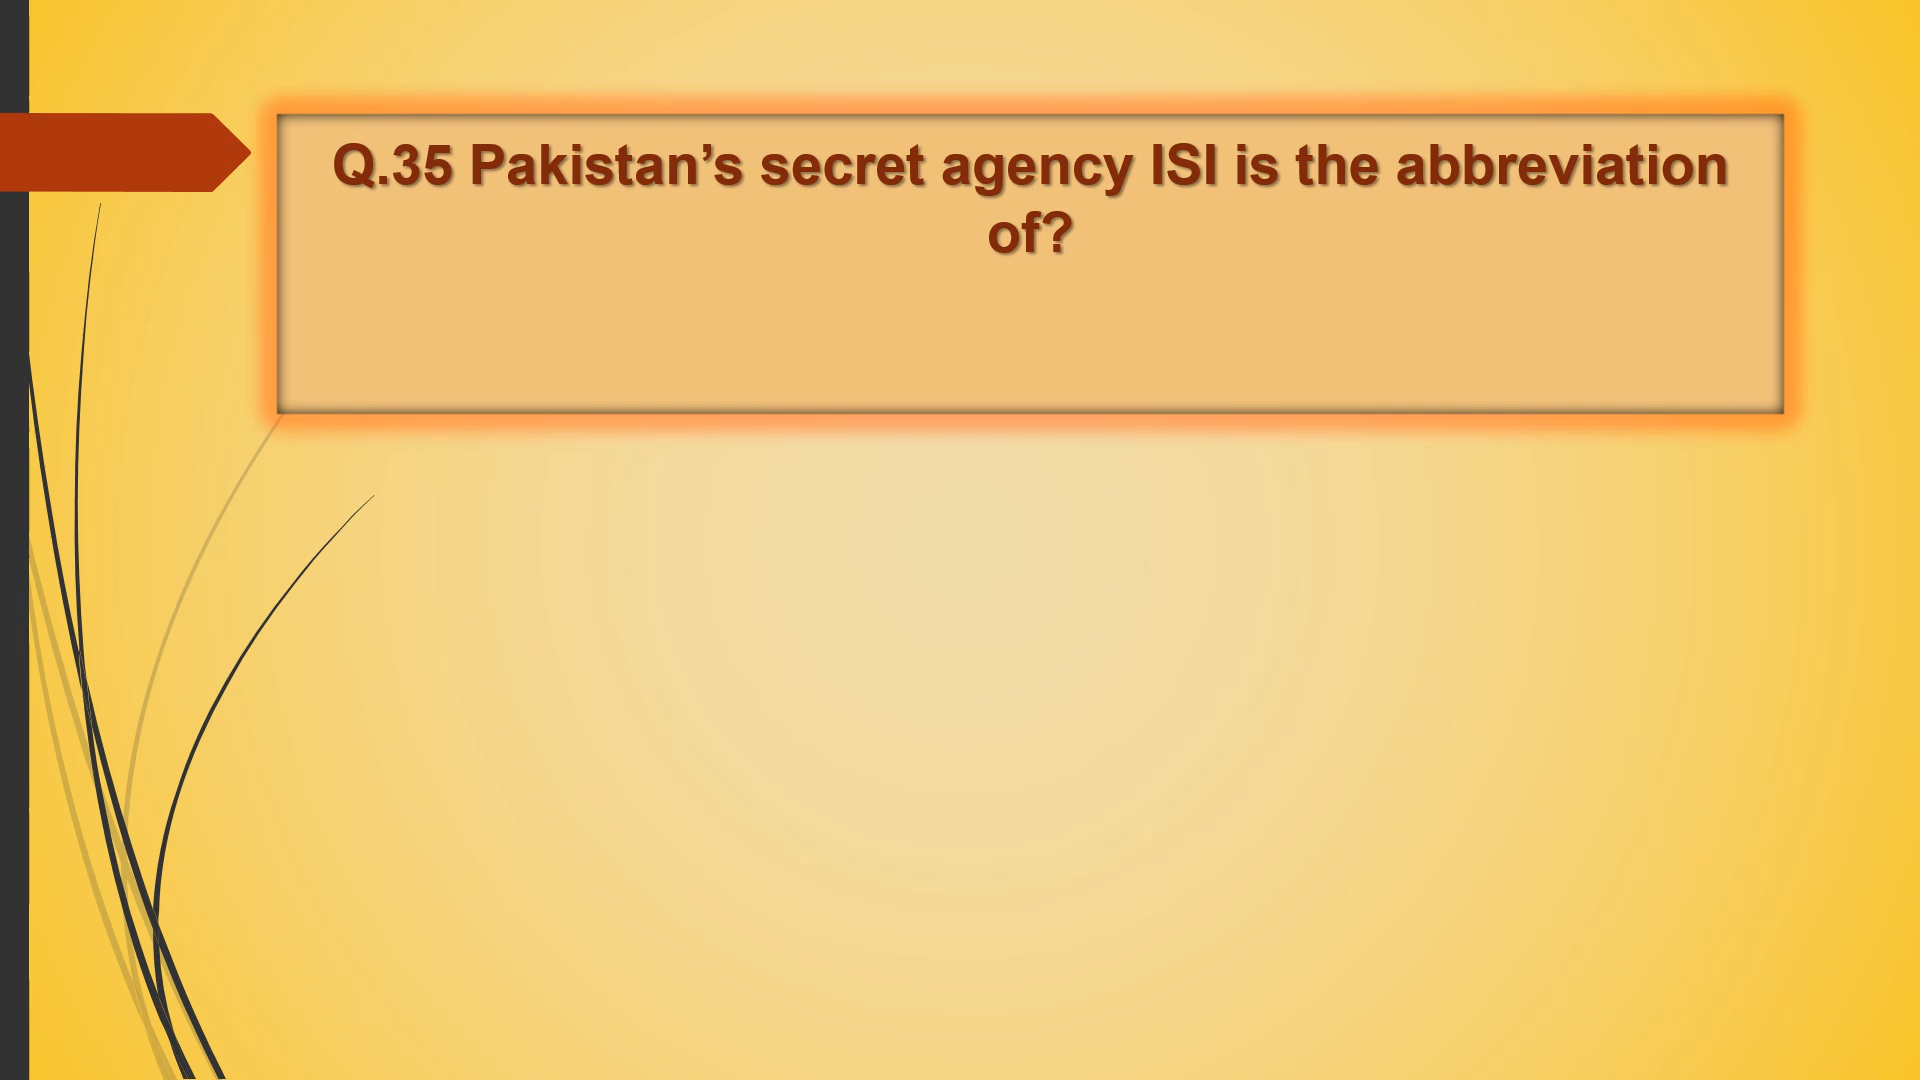 Q.35 Pakistan’s secret agency ISI is the abbreviation
of?